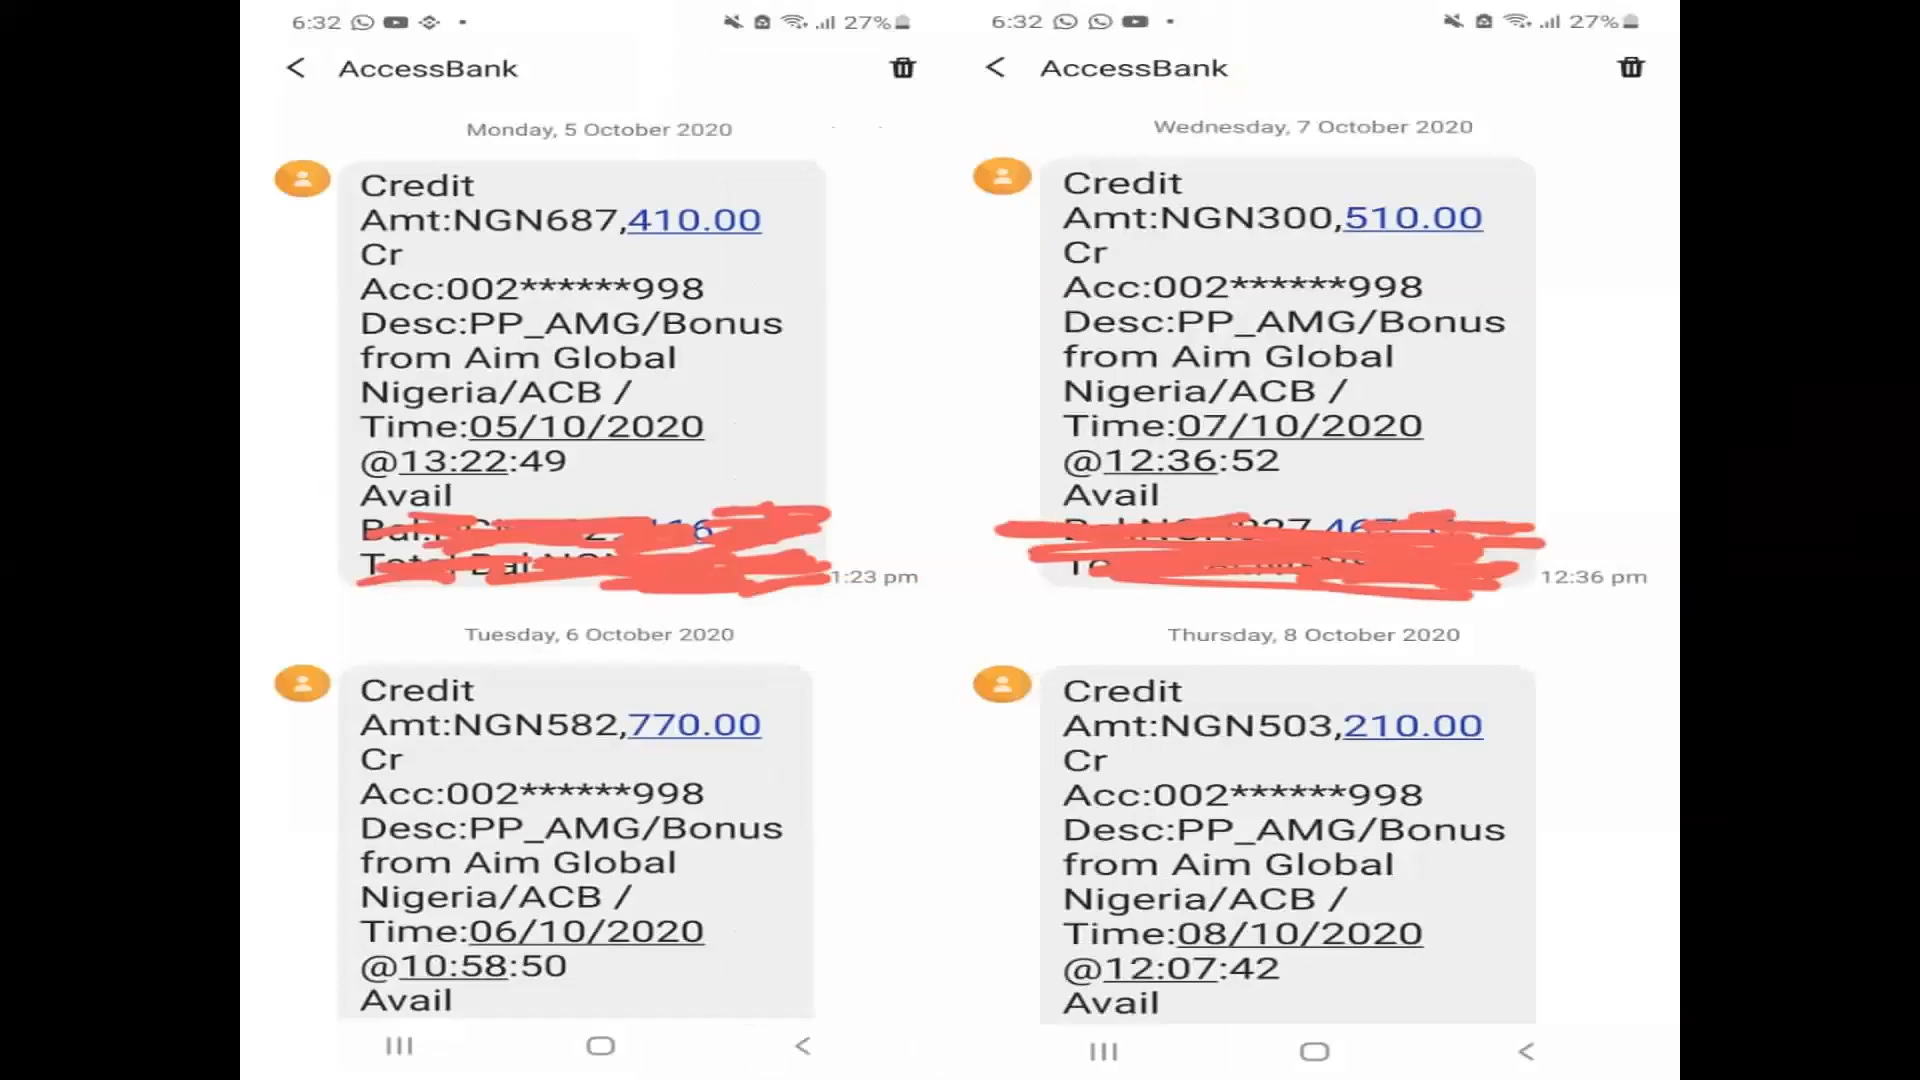 6:32
27%
AccessBank
Monday, 5 October 2020
Credit
Amt:NGN687,410.00
Cr
Acc:002******998
Desc:PP_AMG/Bonus
from Aim Global
Nigeria/ACB /
Time:05/10/2020
@13:22:49
Avail
1:23 pm
Tuesday, 6 October 2020
Credit
Amt:NGN582,770.00
Cr
Acc:002******998
Desc:PP_AMG/Bonus
from Aim Global
Nigeria/ACB /
Time:06/10/2020
@10:58:50
Avail
6:32
27%
AccessBank
Wednesday, 7 October 2020
Credit
Amt:NGN300,510.00
Cr
Acc:002******998
Desc:PP_AMG/Bonus
from Aim Global
Nigeria/ACB /
Time:07/10/2020
@12:36:52
Avail
12:36 pm
Thursday, 8 October 2020
Credit
Amt:NGN503,210.00
Cr
Acc:002******998
Desc:PP_AMG/Bonus
from Aim Global
Nigeria/ACB /
Time:08/10/2020
@12:07:42
Avail